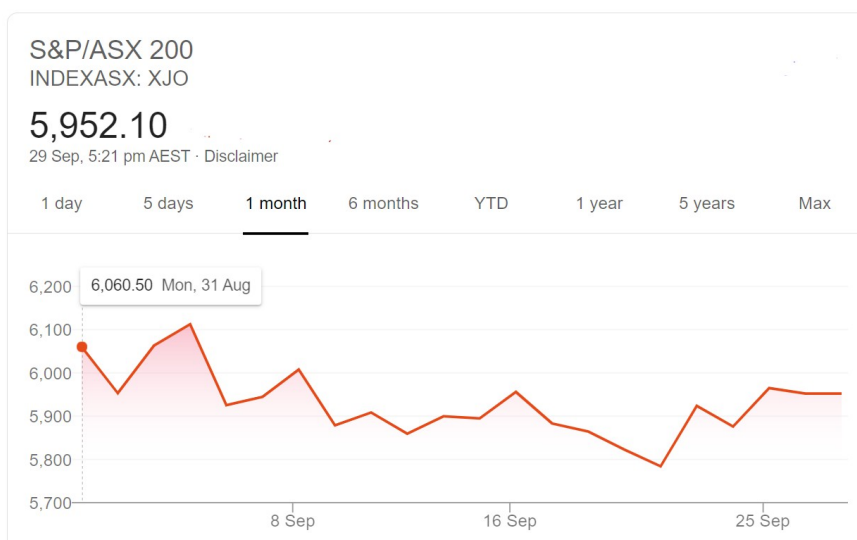 S&P/ASX 200
INDEXASX: XJO
5,952.10
29 Sep, 5:21 pm AEST · Disclaimer
1 day 5 days 1 month 6 months YTD 1 year 5 years Max
6,060.50 Mon, 31 Aug
6,200
6,100
6,000
5,900
5,800
5,700
8 Sep 16 Sep 25 Sep